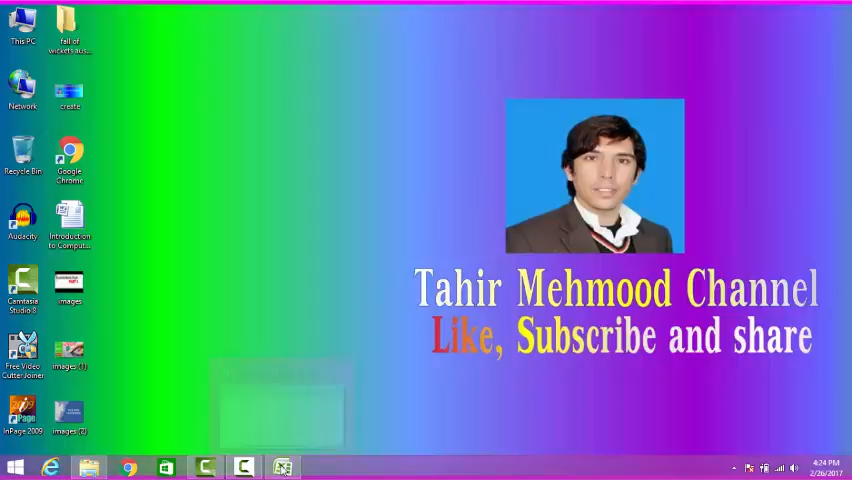 This PC
fall of
wickets aus...
Network
create
Recycle Bin
Google
Chrome
Audacity
Introduction
to Comput...
Camtasia
Studio 8
images
Free Video
Cutter Joiner
images (1)
2009
InPage
InPage 2009
images (2)
Tahir Mehmood Channel
Like, Subscribe and share
4:24 PM
2/26/2017